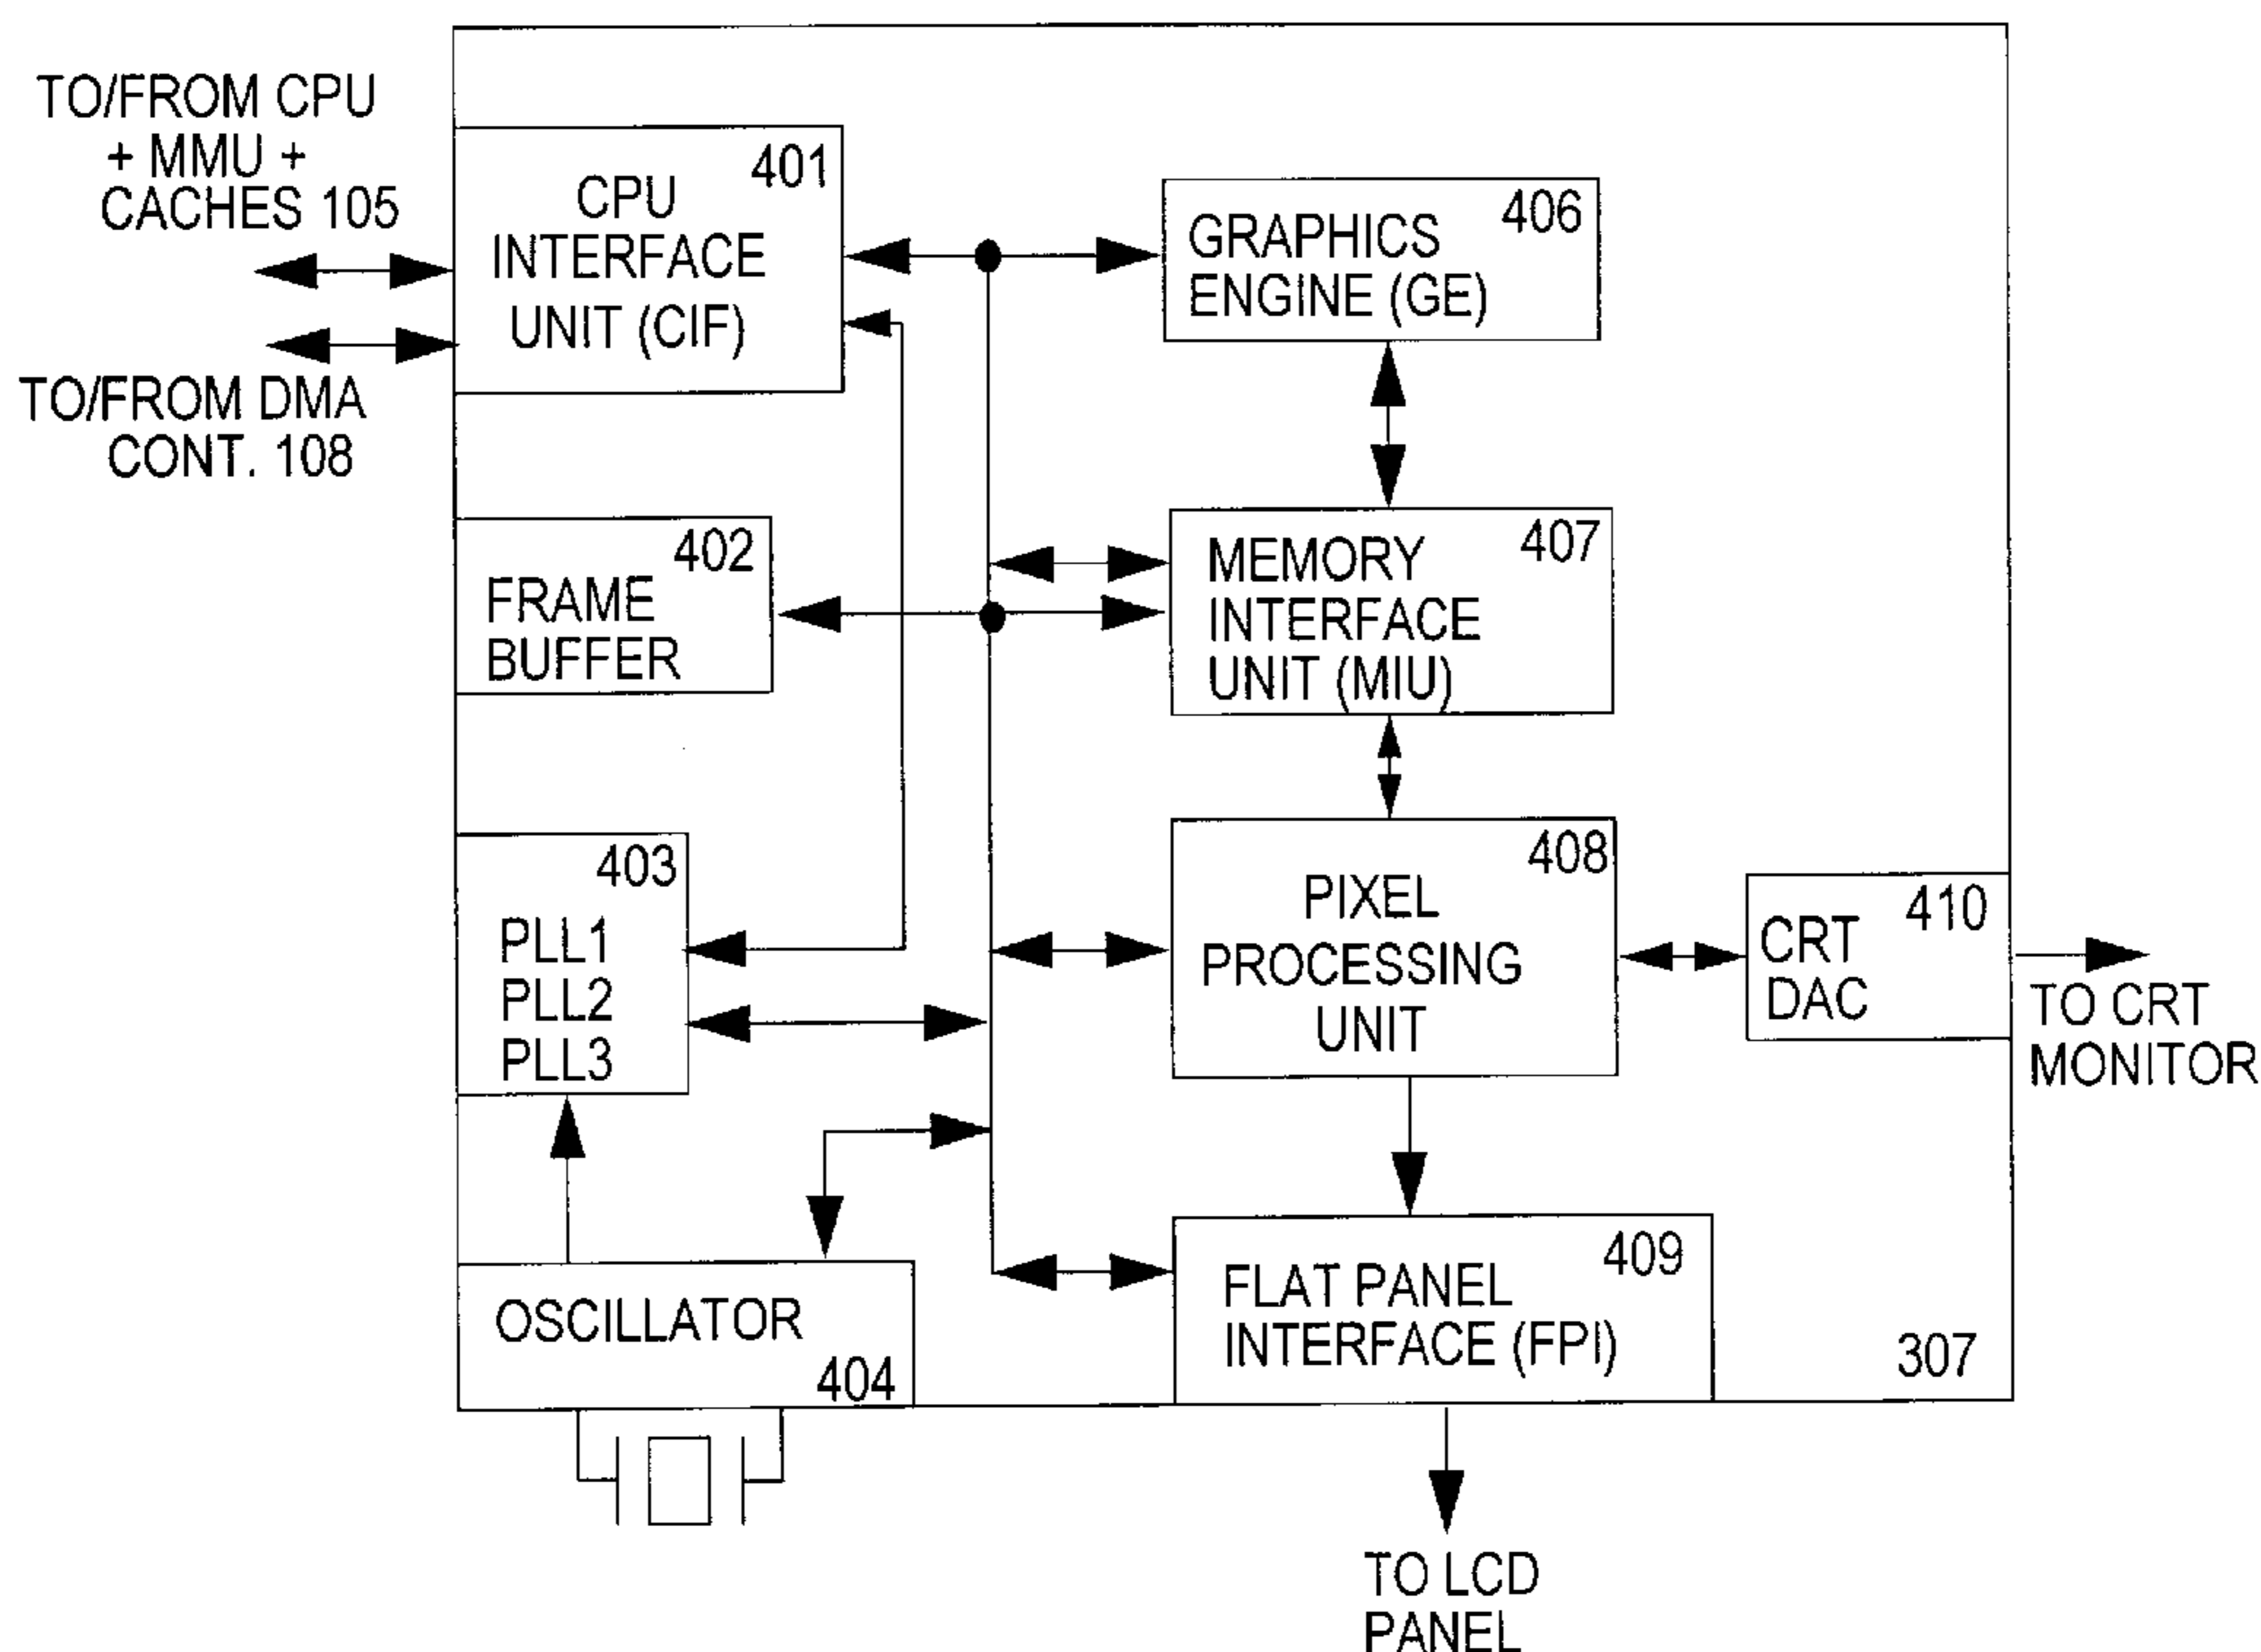 TO/FROM CPU
+ MMU +
CACHES 105
TO/FROM DMA
CONT. 108
401
CPU
INTERFACE
UNIT (CIF)
406
GRAPHICS
ENGINE (GE)
402
FRAME
BUFFER
407
MEMORY
INTERFACE
UNIT (MIU)
403
PLL1
PLL2
PLL3
408
PIXEL
PROCESSING
UNIT
410
CRT
DAC
TO CRT
MONITOR
OSCILLATOR
404
409
FLAT PANEL
INTERFACE (FPI)
307
TO LCD
PANEL